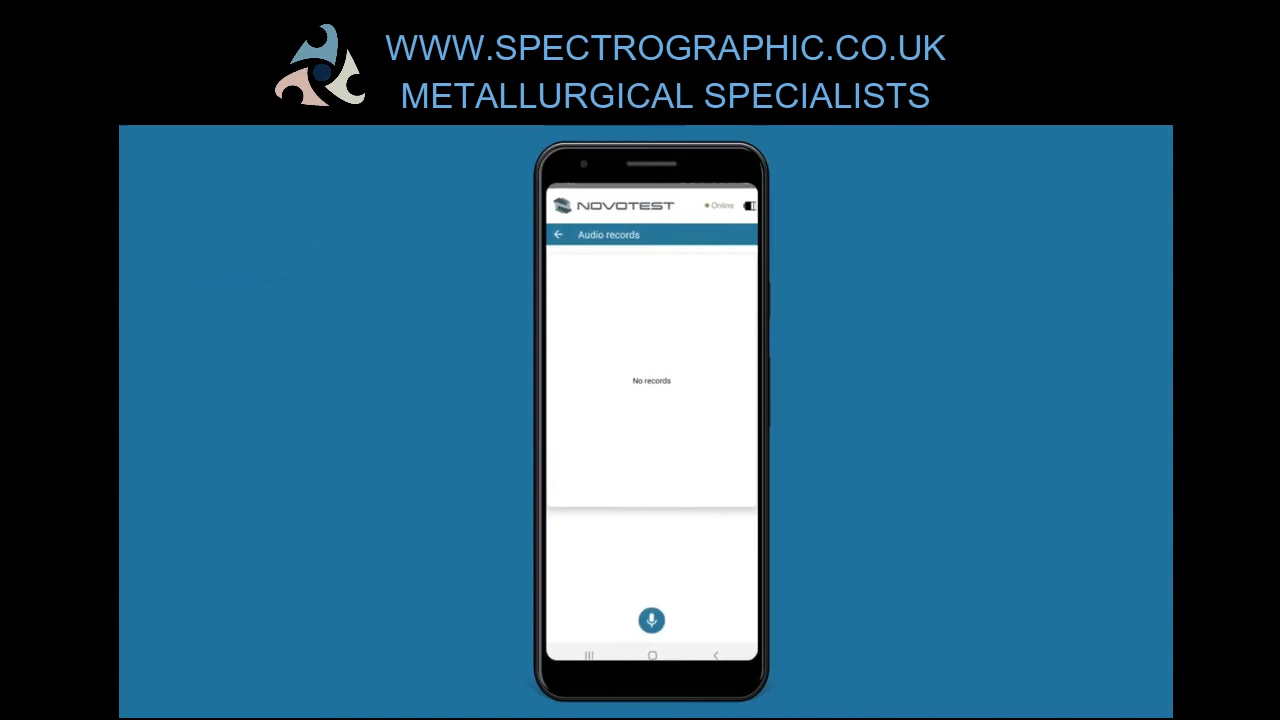 WWW.SPECTROGRAPHIC.CO.UK
METALLURGICAL SPECIALISTS
NOVOTEST
Online
Audio records
No records